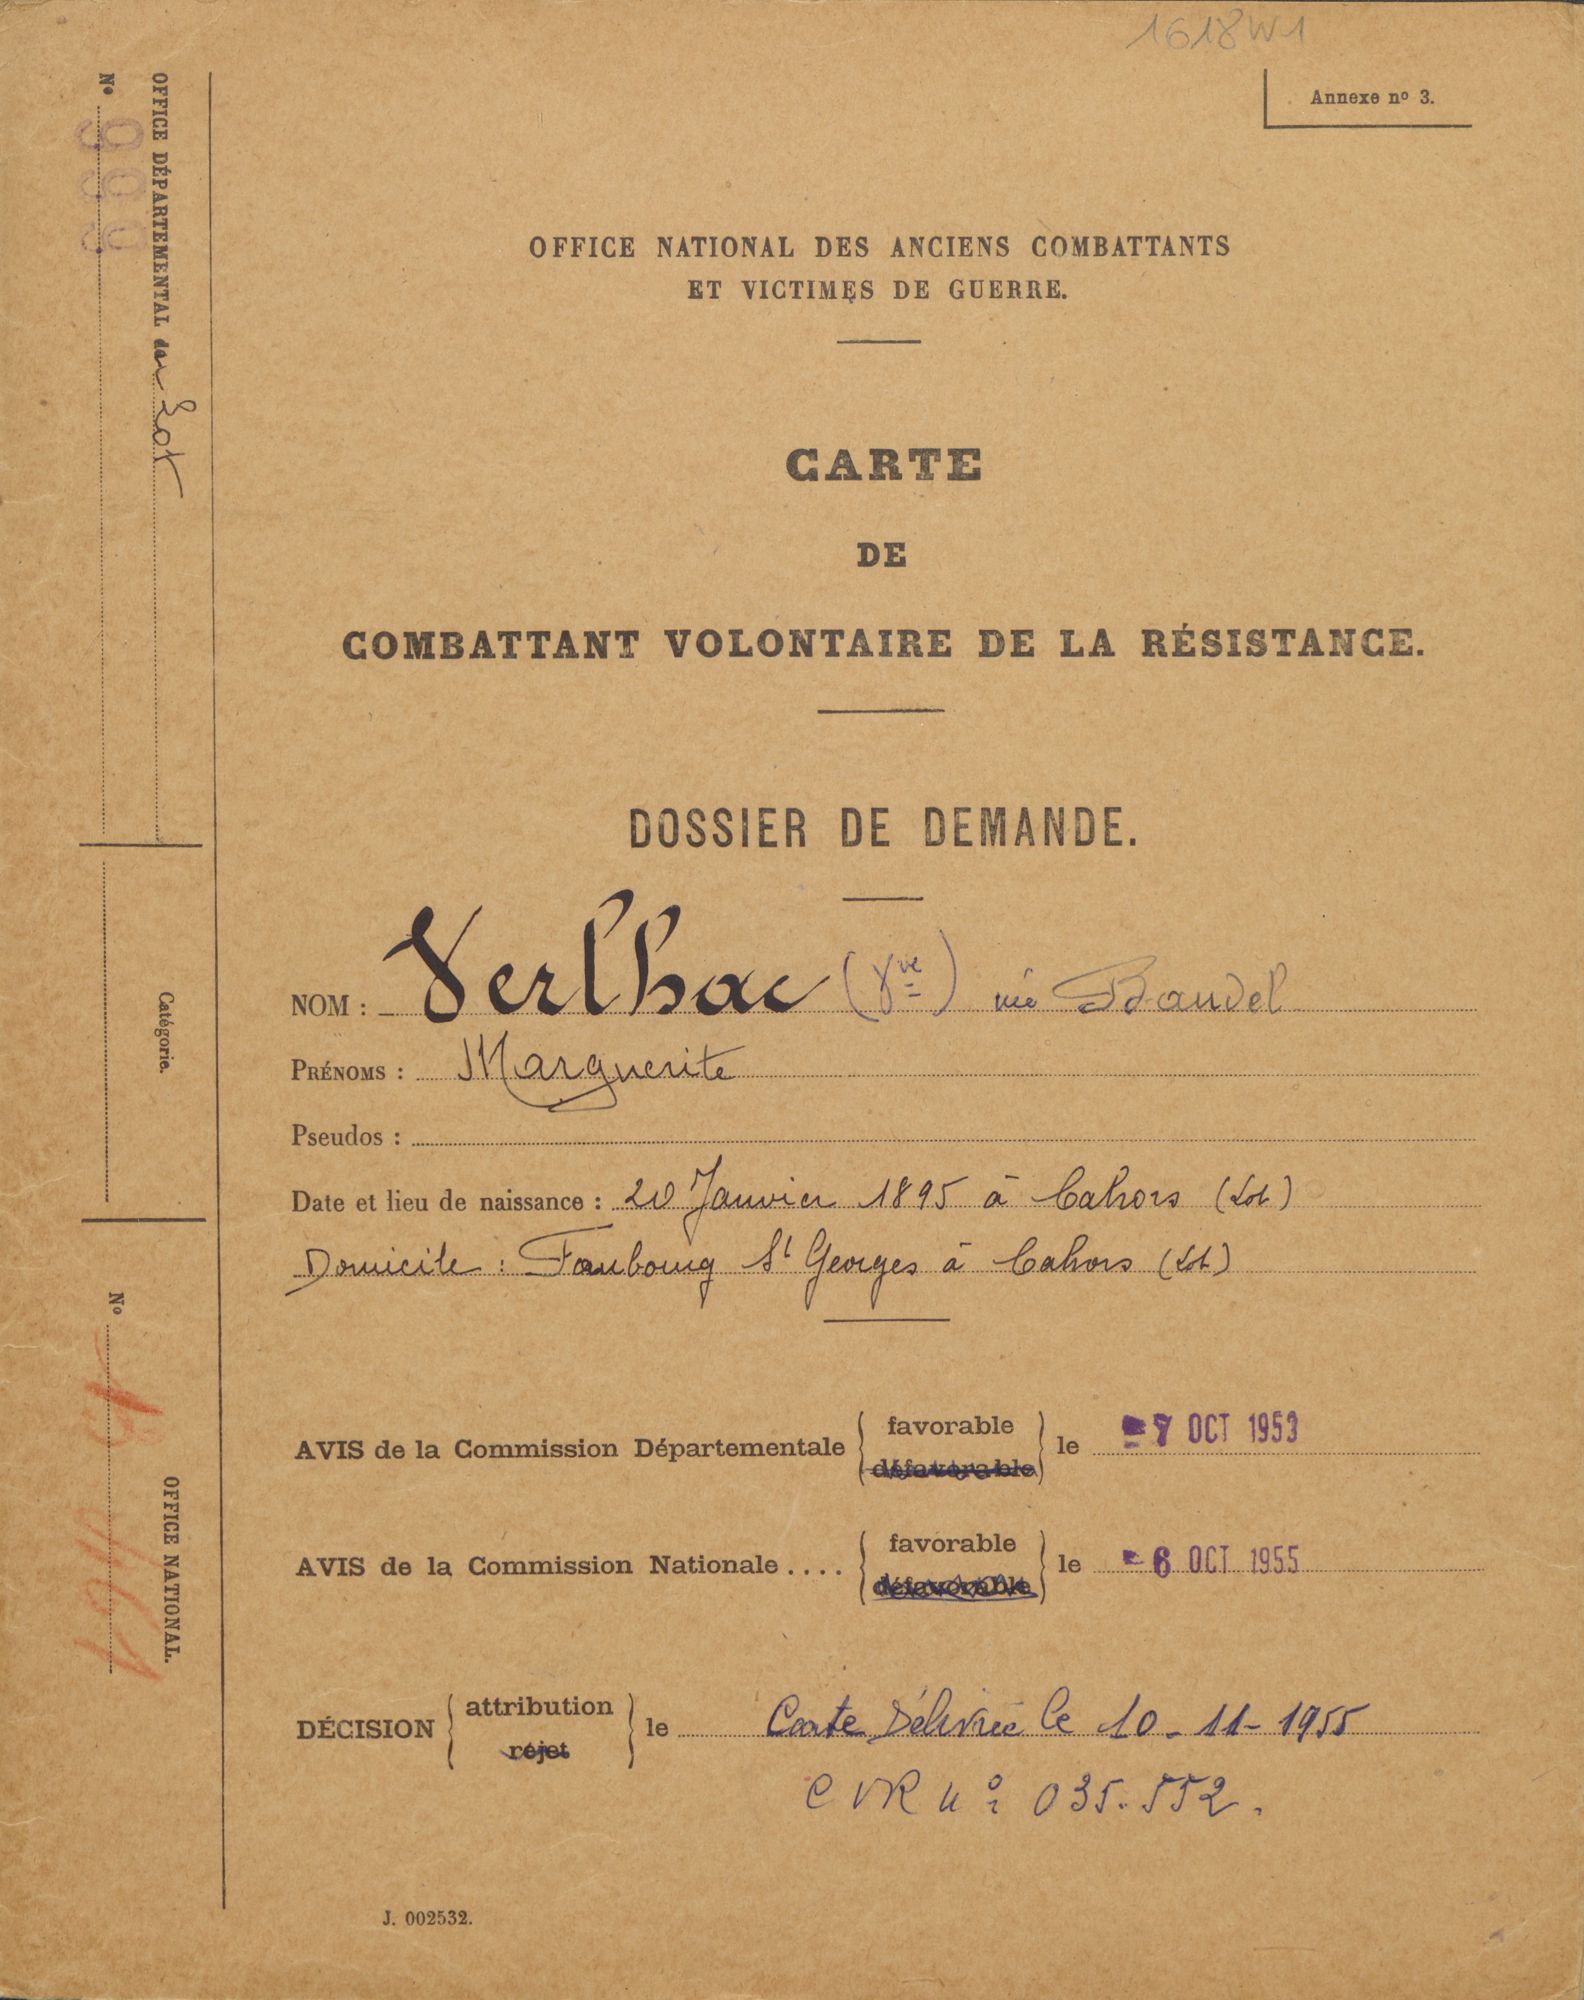 1618W1
Annexe nº 3.
OFFICE NATIONAL DES ANCIENS COMBATTANTS
ET VICTIMES DE GUERRE.
CARTE
DE
COMBATTANT VOLONTAIRE DE LA RÉSISTANCE.
DOSSIER DE DEMANDE.
NOM : Verlhac (Vve) née Baudel
PRÉNOMS : Marguerite
Pseudos :
Date et lieu de naissance : 20 Janvier 1895 à Cahors (Lot)
Domicile : Faubourg St Georges à Cahors (Lot)
AVIS de la Commission Départementale { favorable défavorable } le - 7 OCT 1953
AVIS de la Commission Nationale .... { favorable défavorable } le - 6 OCT 1955
DÉCISION { attribution rejet } le Carte délivrée le 10-11-1955
CVR nº 035.552.
J. 002532.
OFFICE DÉPARTEMENTAL du Lot
Nº
Catégorie.
OFFICE NATIONAL.
Nº